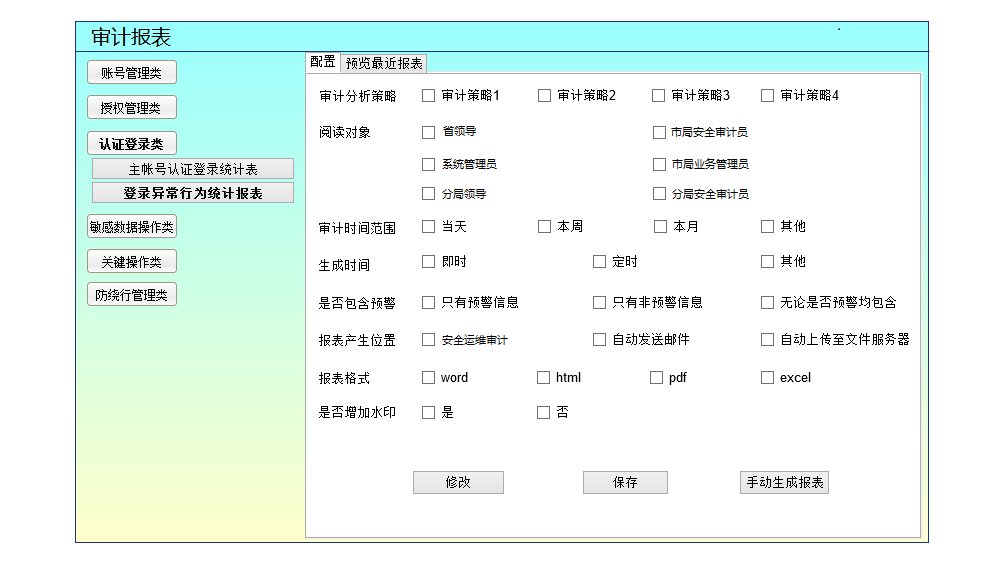 审计报表
账号管理类
授权管理类
认证登录类
主帐号认证登录统计表
登录异常行为统计报表
敏感数据操作类
关键操作类
防绕行管理类
配置 预览最近报表
审计分析策略 审计策略1 审计策略2 审计策略3 审计策略4
阅读对象 省领导 市局安全审计员
系统管理员 市局业务管理员
分局领导 分局安全审计员
审计时间范围 当天 本周 本月 其他
生成时间 即时 定时 其他
是否包含预警 只有预警信息 只有非预警信息 无论是否预警均包含
报表产生位置 安全运维审计 自动发送邮件 自动上传至文件服务器
报表格式 word html pdf excel
是否增加水印 是 否
修改 保存 手动生成报表